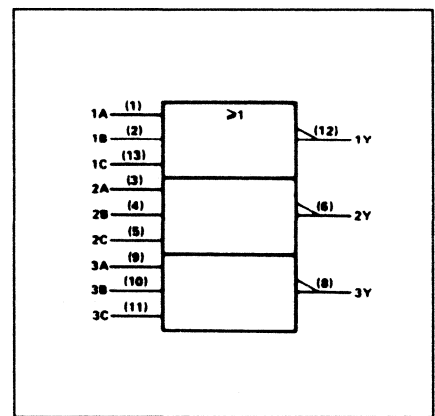 ⩾1
1A (1)
1B (2) (12) 1Y
1C (13)
2A (3)
2B (4) (6) 2Y
2C (5)
3A (9)
3B (10) (8) 3Y
3C (11)